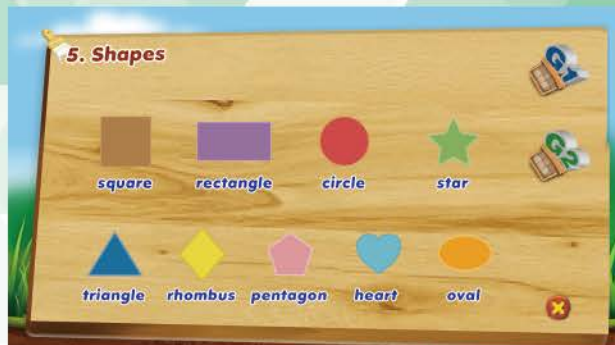 5. Shapes
G1
square rectangle circle star
G2
triangle rhombus pentagon heart oval